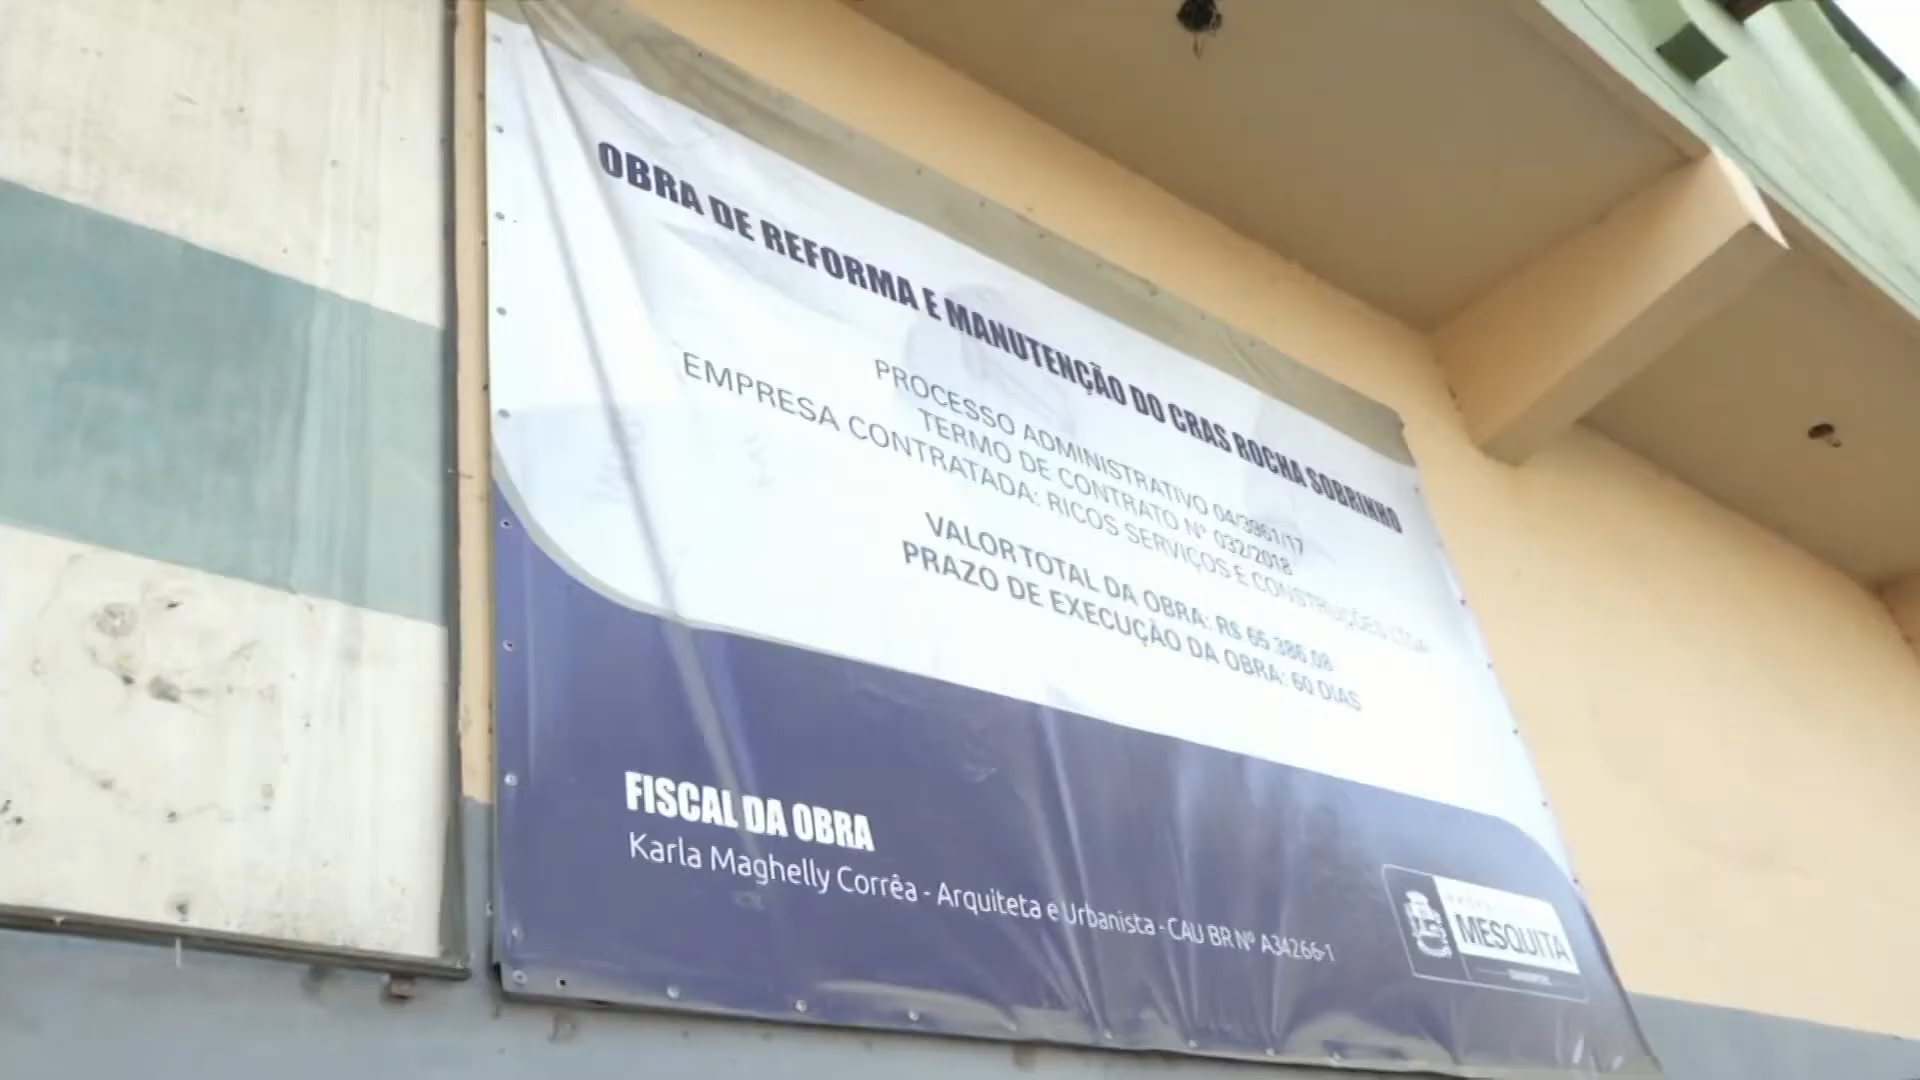 OBRA DE REFORMA E MANUTENÇÃO DO CRAS ROCHA SOBRINHO
PROCESSO ADMINISTRATIVO 04/3961/17
TERMO DE CONTRATO Nº 032/2018
EMPRESA CONTRATADA: RICOS SERVIÇOS E CONSTRUÇÕES LTDA
VALOR TOTAL DA OBRA: R$ 65.386,08
PRAZO DE EXECUÇÃO DA OBRA: 60 DIAS
FISCAL DA OBRA
Karla Maghelly Corrêa - Arquiteta e Urbanista - CAU BR Nº A34266-1
MESQUITA